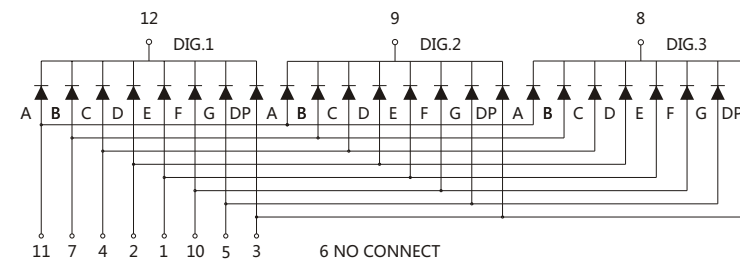 12 9 8
DIG.1 DIG.2 DIG.3
A B C D E F G DP A B C D E F G DP A B C D E F G DP
11 7 4 2 1 10 5 3 6 NO CONNECT